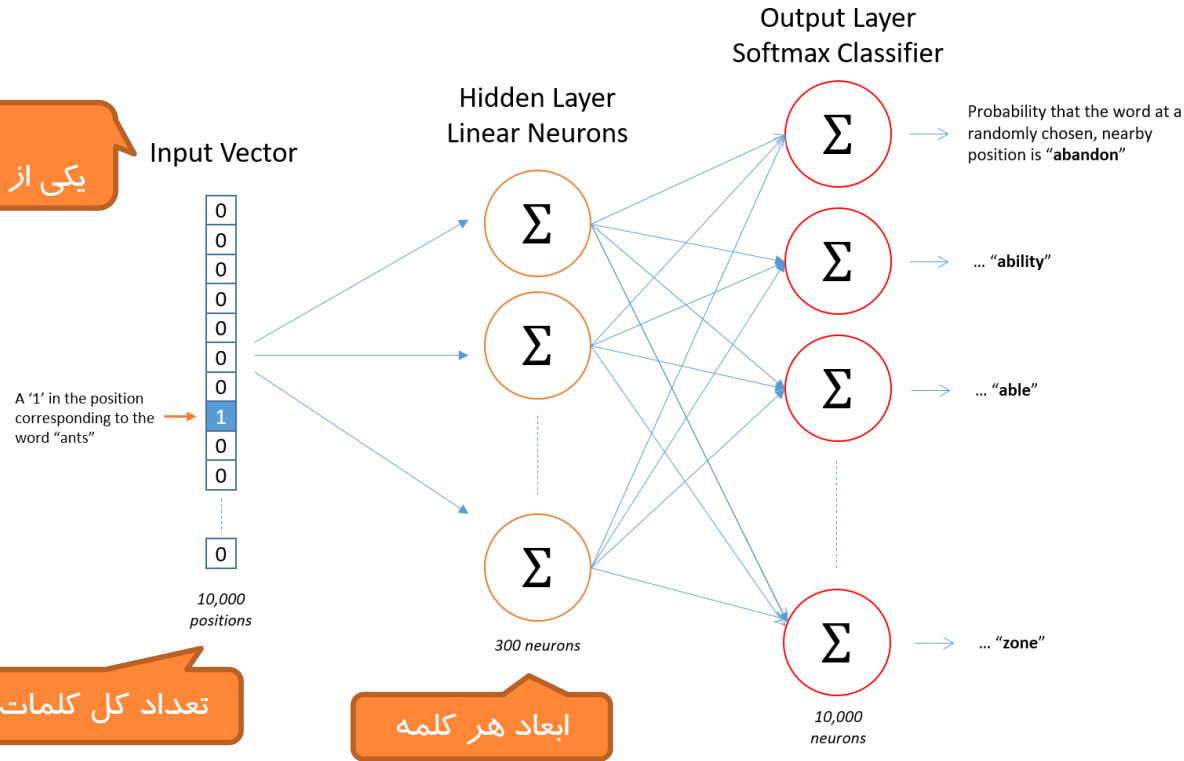 Output Layer
Softmax Classifier
Hidden Layer
Linear Neurons
Input Vector
یکی از
0
0
0
0
0
0
0
1
0
0
0
A ‘1’ in the position
corresponding to the
word “ants”
10,000
positions
تعداد کل کلمات
Σ
Σ
Σ
300 neurons
ابعاد هر کلمه
Σ
Σ
Σ
Σ
10,000
neurons
Probability that the word at a
randomly chosen, nearby
position is “abandon”
... “ability”
... “able”
... “zone”